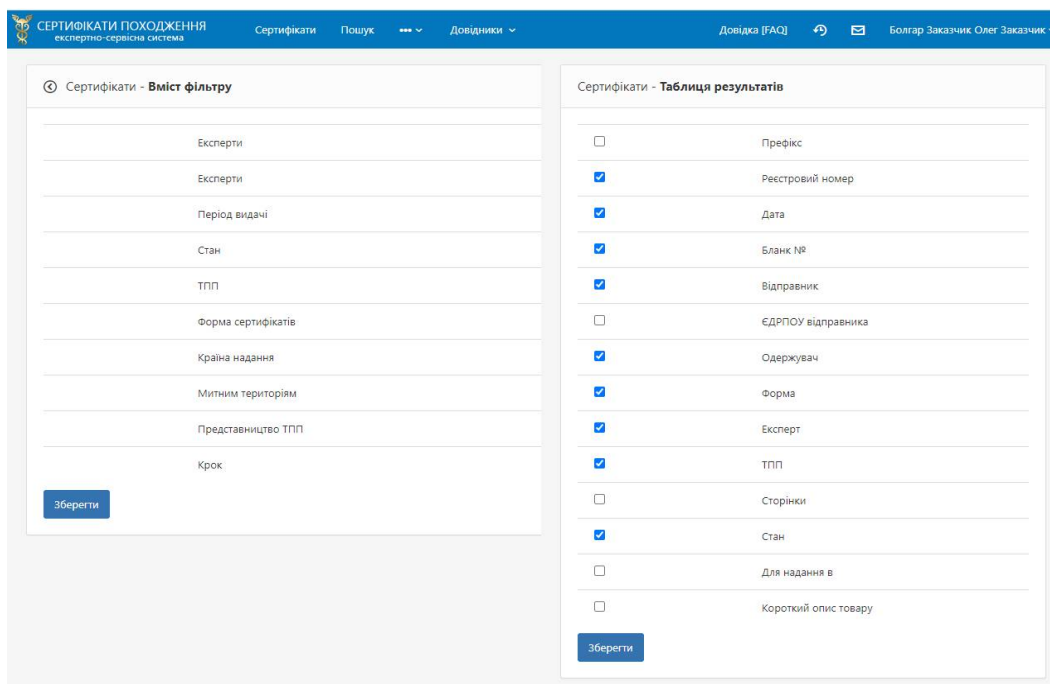 СЕРТИФІКАТИ ПОХОДЖЕННЯ
експертно-сервісна система
Сертифікати Пошук Довідники Довідка [FAQ] Болгар Заказчик Олег Заказчик
Сертифікати - Вміст фільтру
Експерти
Експерти
Період видачі
Стан
ТПП
Форма сертифікатів
Країна надання
Митним територіям
Представництво ТПП
Крок
Зберегти
Сертифікати - Таблиця результатів
Префікс
Реєстровий номер
Дата
Бланк №
Відправник
ЄДРПОУ відправника
Одержувач
Форма
Експерт
ТПП
Сторінки
Стан
Для надання в
Короткий опис товару
Зберегти